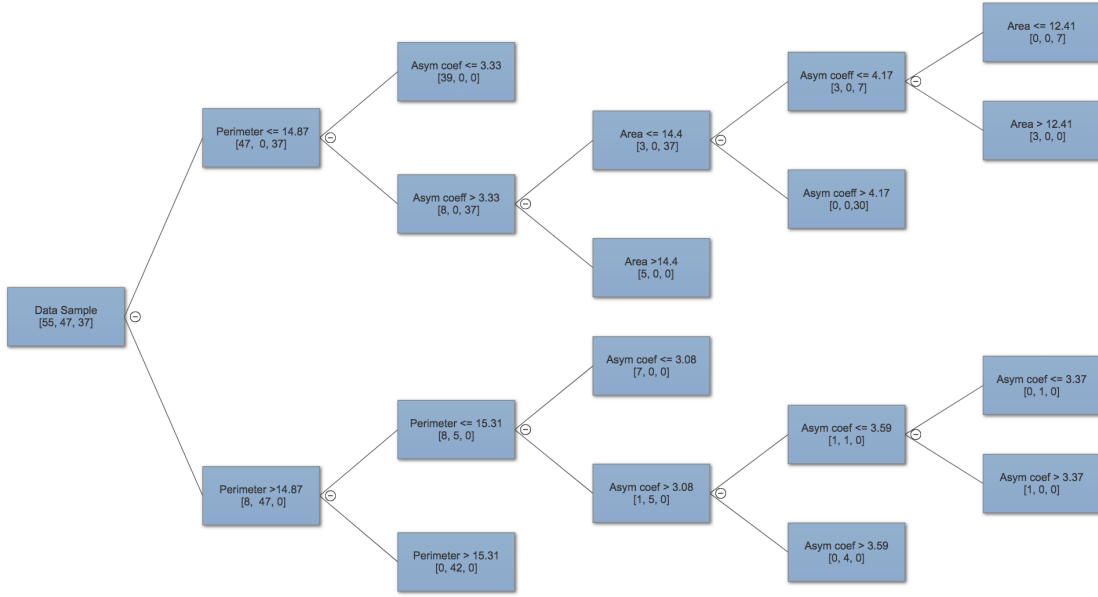 Data Sample
[55, 47, 37]
Perimeter <= 14.87
[47,  0, 37]
Perimeter >14.87
[8,  47, 0]
Asym coef <= 3.33
[39, 0, 0]
Asym coeff > 3.33
[8, 0, 37]
Perimeter <= 15.31
[8, 5, 0]
Perimeter > 15.31
[0, 42, 0]
Area <= 14.4
[3, 0, 37]
Area >14.4
[5, 0, 0]
Asym coef <= 3.08
[7, 0, 0]
Asym coef > 3.08
[1, 5, 0]
Asym coeff <= 4.17
[3, 0, 7]
Asym coeff > 4.17
[0, 0,30]
Asym coef <= 3.59
[1, 1, 0]
Asym coef > 3.59
[0, 4, 0]
Area <= 12.41
[0, 0, 7]
Area > 12.41
[3, 0, 0]
Asym coef <= 3.37
[0, 1, 0]
Asym coef > 3.37
[1, 0, 0]